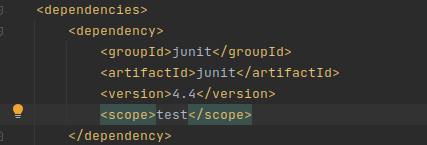 <dependencies>
<dependency>
<groupId>junit</groupId>
<artifactId>junit</artifactId>
<version>4.4</version>
<scope>test</scope>
</dependency>